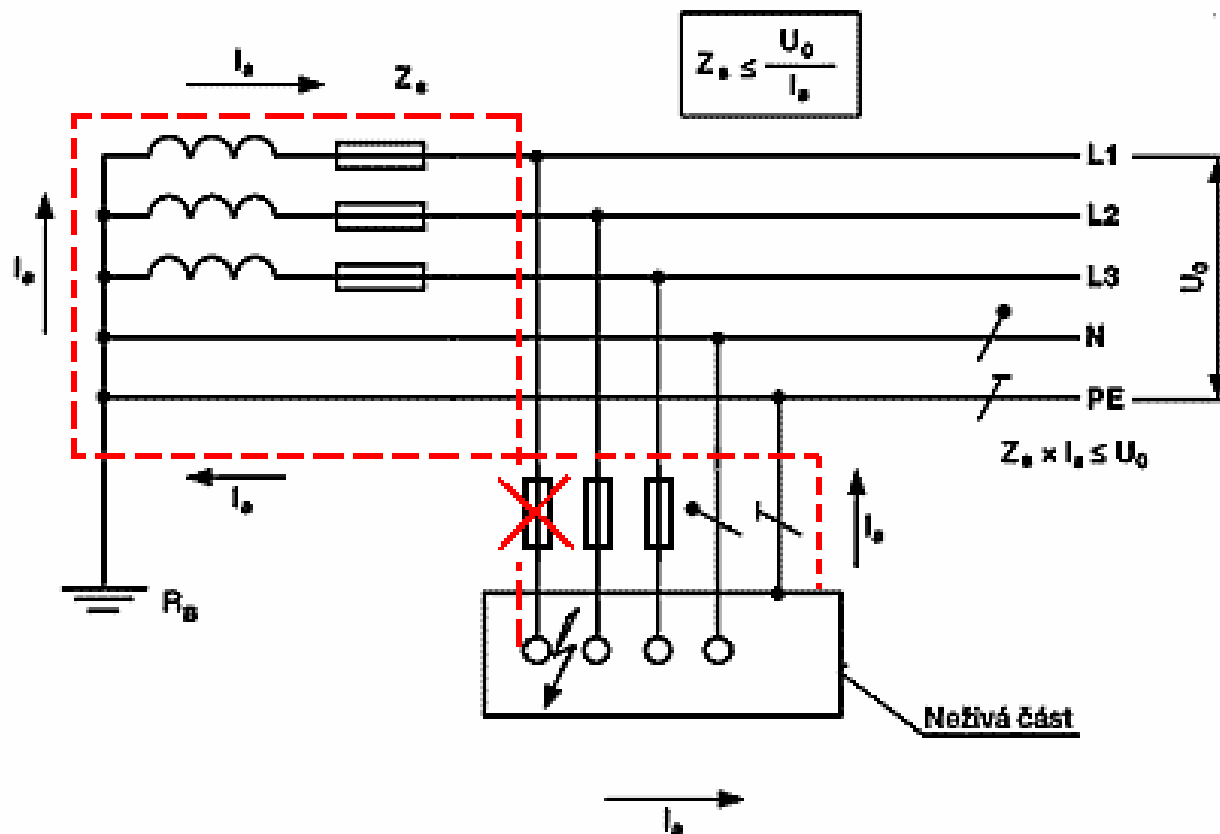 Iₐ
Zₛ
Zₛ ≤ U₀ / Iₐ
L1
L2
Iₐ
L3
U₀
N
PE
Zₛ × Iₐ ≤ U₀
Iₐ
Iₐ
R_B
Neživá část
Iₐ